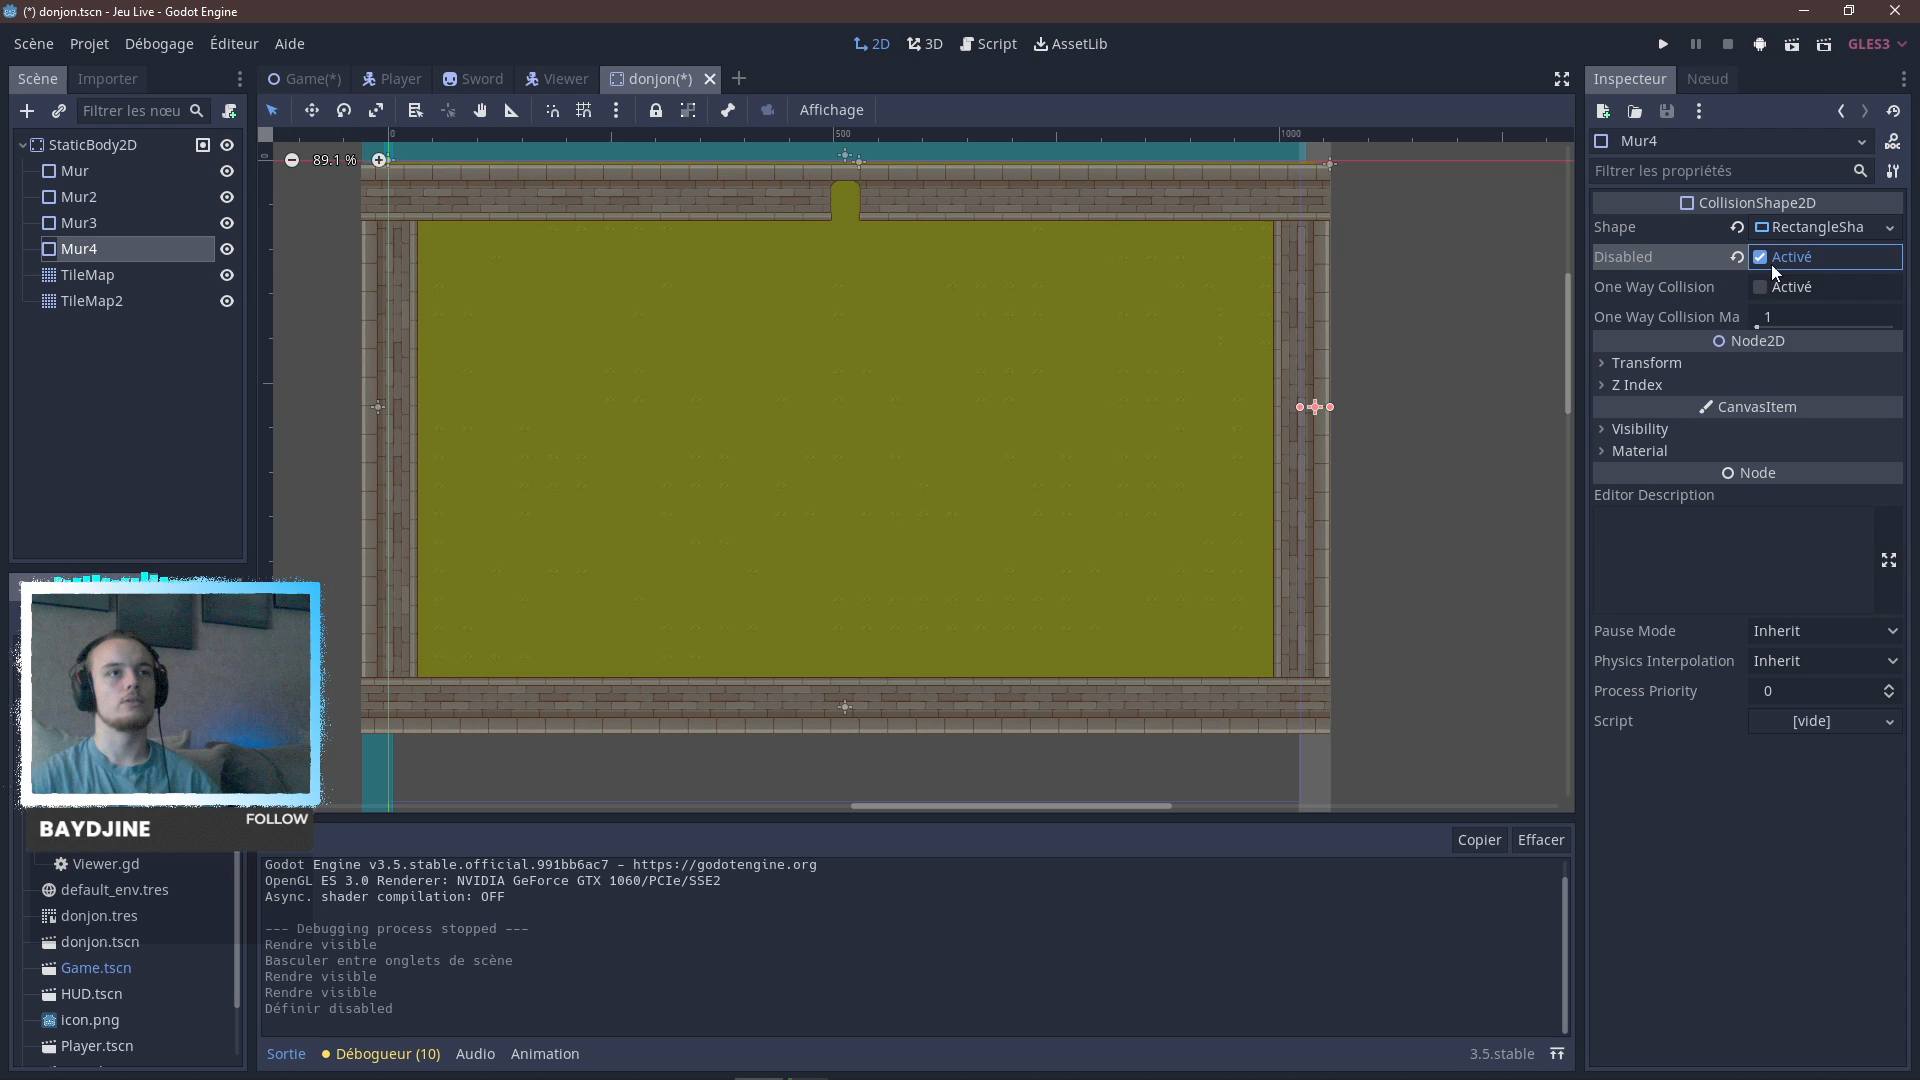 (*) donjon.tscn - Jeu Live - Godot Engine
Scène Projet Débogage Éditeur Aide
2D 3D Script AssetLib
GLES3
Scène Importer
Game(*) Player Sword Viewer donjon(*)
Inspecteur Nœud
Filtrer les nœu
Affichage
StaticBody2D
Mur
Mur2
Mur3
Mur4
TileMap
TileMap2
0 500 1000
0
89.1 %
Mur4
Filtrer les propriétés
CollisionShape2D
Shape RectangleSha
Disabled Activé
One Way Collision Activé
One Way Collision Ma 1
Node2D
Transform
Z Index
CanvasItem
Visibility
Material
Node
Editor Description
Pause Mode Inherit
Physics Interpolation Inherit
Process Priority 0
Script [vide]
BAYDJINE FOLLOW
Viewer.gd
default_env.tres
donjon.tres
donjon.tscn
Game.tscn
HUD.tscn
icon.png
Player.tscn
Copier Effacer
Godot Engine v3.5.stable.official.991bb6ac7 - https://godotengine.org
OpenGL ES 3.0 Renderer: NVIDIA GeForce GTX 1060/PCIe/SSE2
Async. shader compilation: OFF
--- Debugging process stopped ---
Rendre visible
Basculer entre onglets de scène
Rendre visible
Rendre visible
Définir disabled
Sortie Débogueur (10) Audio Animation
3.5.stable